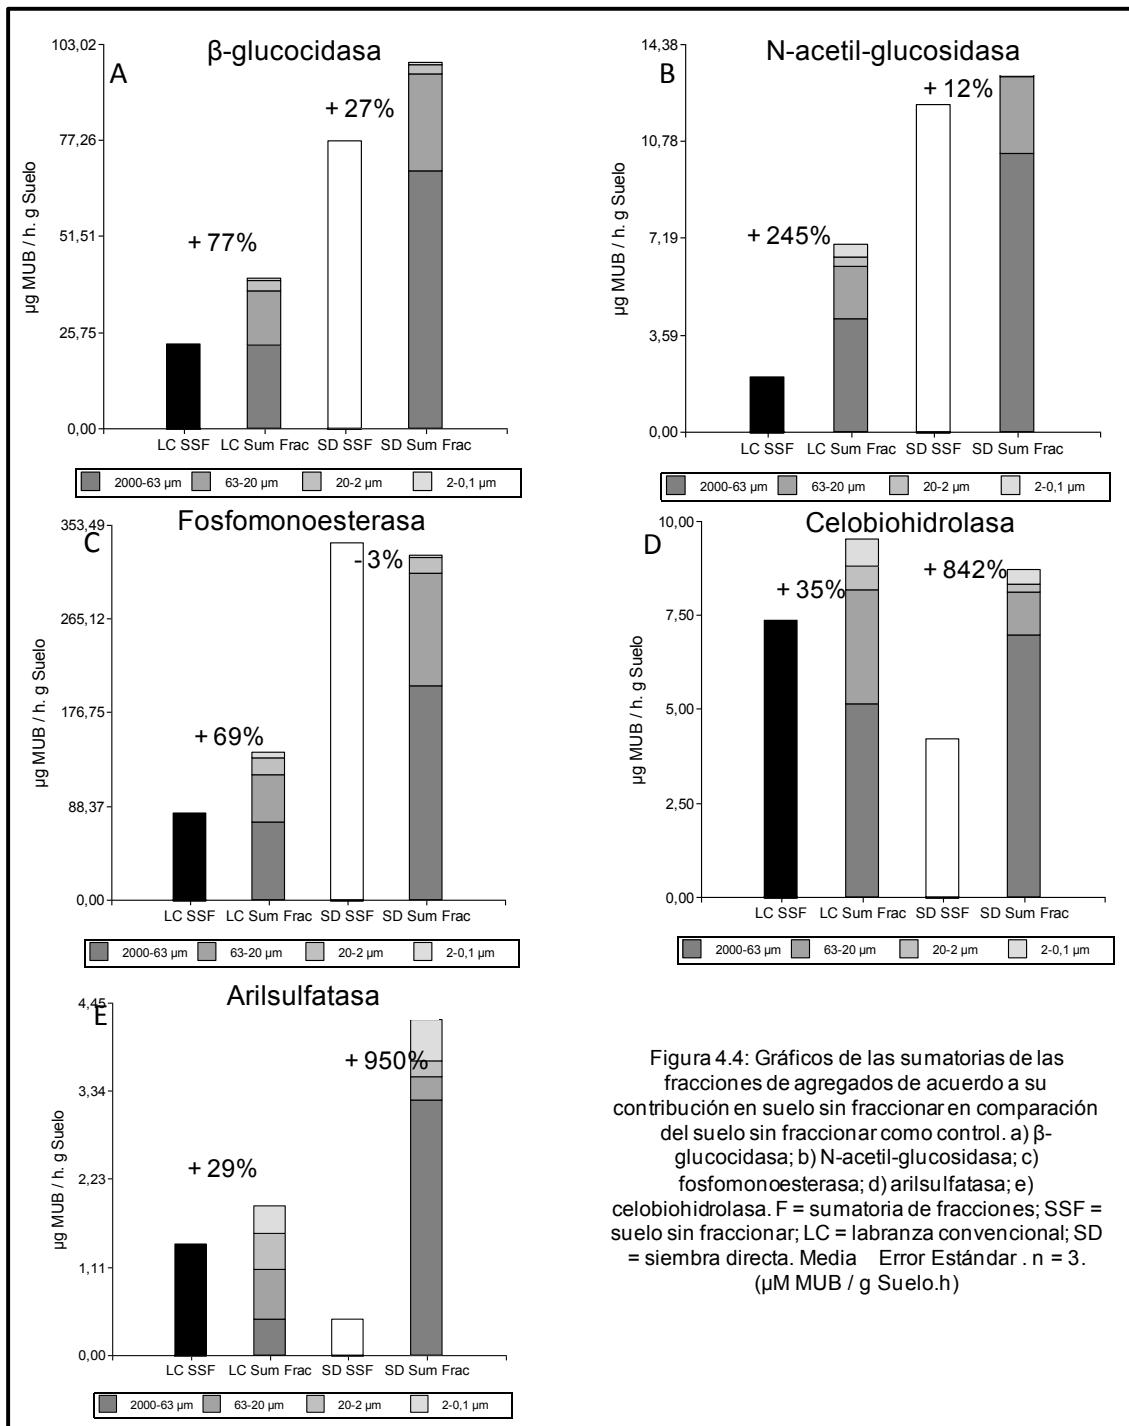 β-glucocidasa
A
103,02
77,26
51,51
25,75
0,00
µg MUB / h. g Suelo
+ 77%
+ 27%
LC SSF LC Sum Frac SD SSF SD Sum Frac
2000-63 µm 63-20 µm 20-2 µm 2-0,1 µm
N-acetil-glucosidasa
B
14,38
10,78
7,19
3,59
0,00
µg MUB / h. g Suelo
+ 245%
+ 12%
LC SSF LC Sum Frac SD SSF SD Sum Frac
2000-63 µm 63-20 µm 20-2 µm 2-0,1 µm
Fosfomonoesterasa
C
353,49
265,12
176,75
88,37
0,00
µg MUB / h. g Suelo
+ 69%
- 3%
LC SSF LC Sum Frac SD SSF SD Sum Frac
2000-63 µm 63-20 µm 20-2 µm 2-0,1 µm
Celobiohidrolasa
D
10,00
7,50
5,00
2,50
0,00
µg MUB / h. g Suelo
+ 35%
+ 842%
LC SSF LC Sum Frac SD SSF SD Sum Frac
2000-63 µm 63-20 µm 20-2 µm 2-0,1 µm
Arilsulfatasa
E
4,45
3,34
2,23
1,11
0,00
µg MUB / h. g Suelo
+ 29%
+ 950%
LC SSF LC Sum Frac SD SSF SD Sum Frac
2000-63 µm 63-20 µm 20-2 µm 2-0,1 µm
Figura 4.4: Gráficos de las sumatorias de las
fracciones de agregados de acuerdo a su
contribución en suelo sin fraccionar en comparación
del suelo sin fraccionar como control. a) β-
glucocidasa; b) N-acetil-glucosidasa; c)
fosfomonoesterasa; d) arilsulfatasa; e)
celobiohidrolasa. F = sumatoria de fracciones; SSF =
suelo sin fraccionar; LC = labranza convencional; SD
= siembra directa. Media Error Estándar . n = 3.
(µM MUB / g Suelo.h)